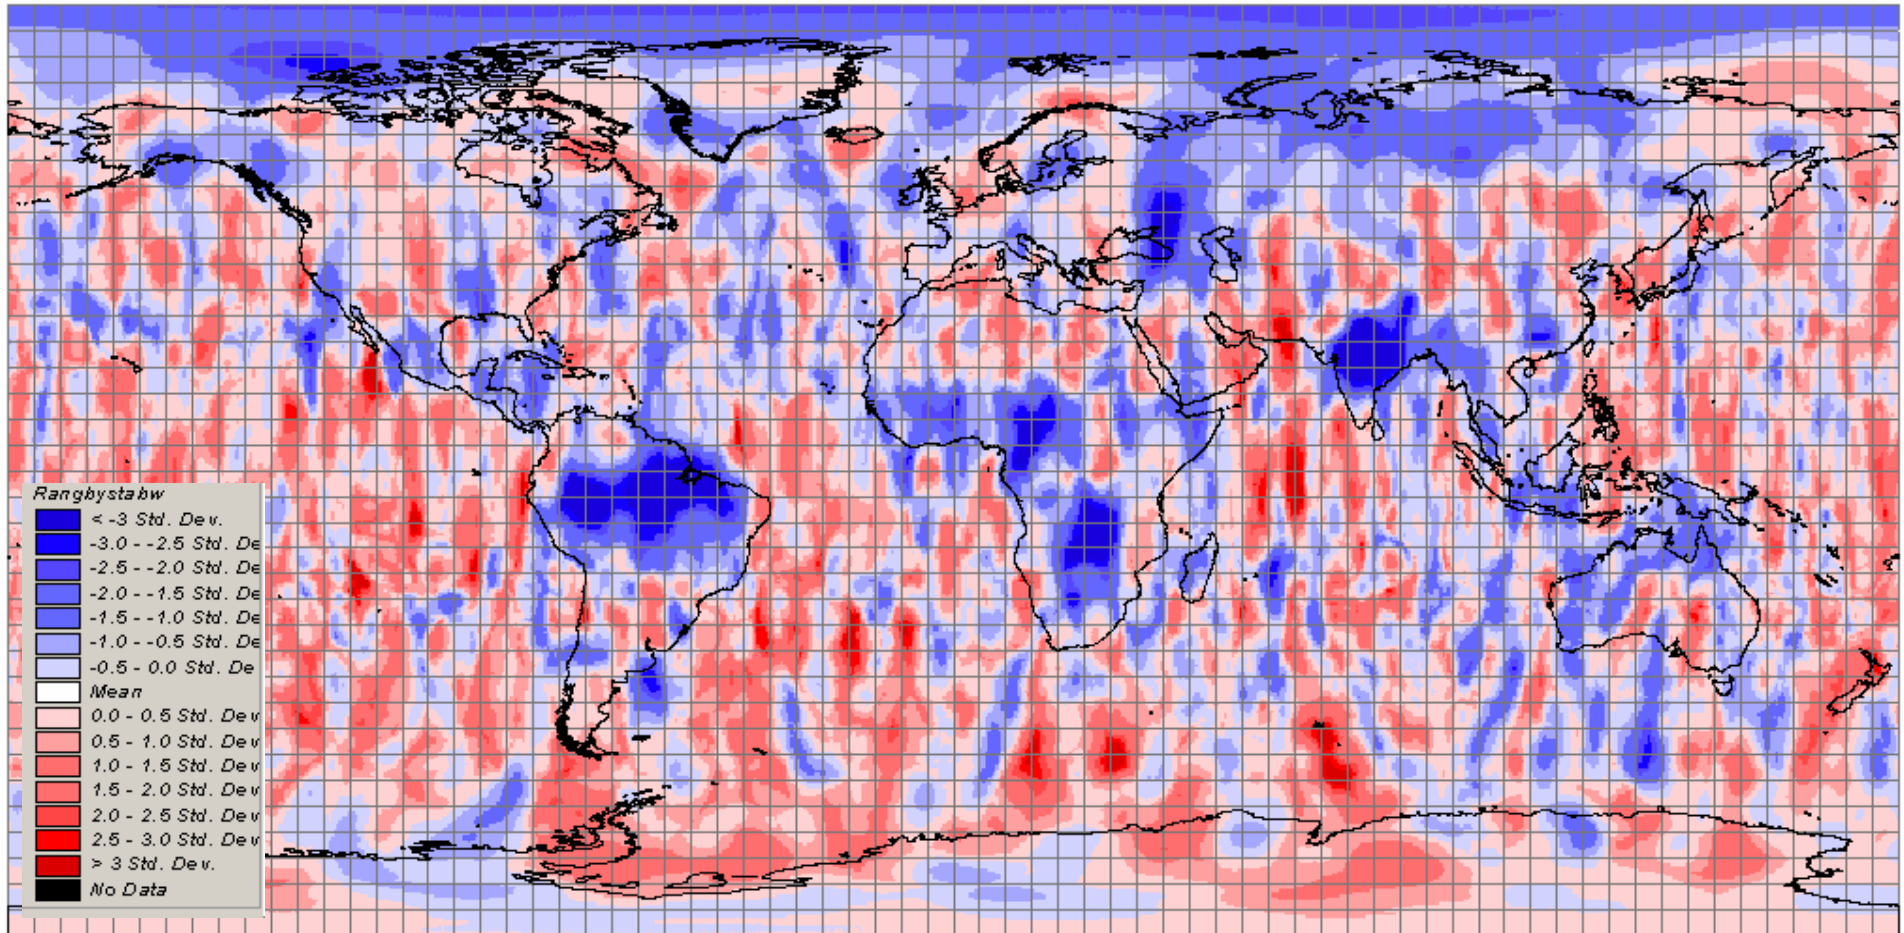 Rangbystabw
< -3 Std. Dev.
-3.0 - -2.5 Std. De
-2.5 - -2.0 Std. De
-2.0 - -1.5 Std. De
-1.5 - -1.0 Std. De
-1.0 - -0.5 Std. De
-0.5 - 0.0 Std. De
Mean
0.0 - 0.5 Std. Dev
0.5 - 1.0 Std. Dev
1.0 - 1.5 Std. Dev
1.5 - 2.0 Std. Dev
2.0 - 2.5 Std. Dev
2.5 - 3.0 Std. Dev
> 3 Std. Dev.
No Data